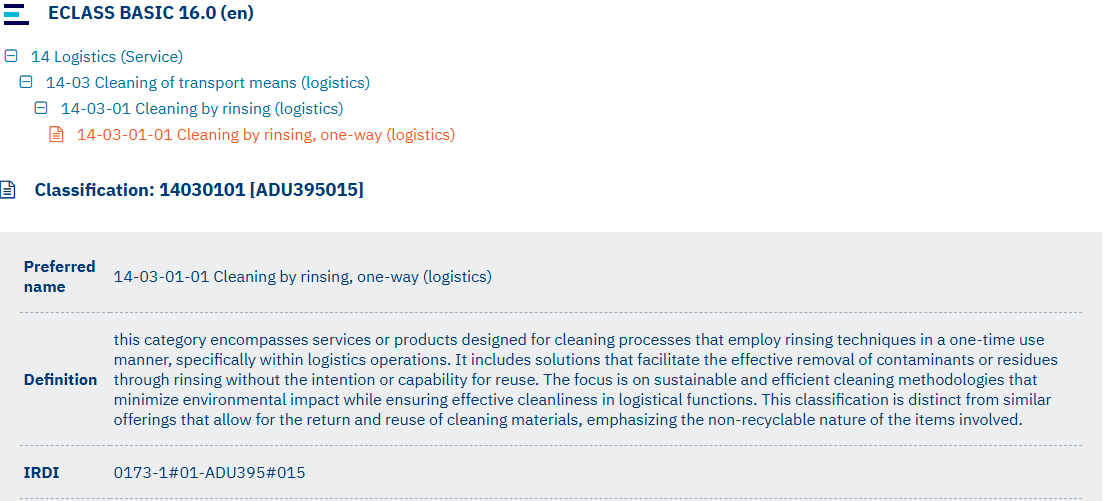 ECLASS BASIC 16.0 (en)
14 Logistics (Service)
14-03 Cleaning of transport means (logistics)
14-03-01 Cleaning by rinsing (logistics)
14-03-01-01 Cleaning by rinsing, one-way (logistics)
Classification: 14030101 [ADU395015]
Preferred name
14-03-01-01 Cleaning by rinsing, one-way (logistics)
Definition
this category encompasses services or products designed for cleaning processes that employ rinsing techniques in a one-time use
manner, specifically within logistics operations. It includes solutions that facilitate the effective removal of contaminants or residues
through rinsing without the intention or capability for reuse. The focus is on sustainable and efficient cleaning methodologies that
minimize environmental impact while ensuring effective cleanliness in logistical functions. This classification is distinct from similar
offerings that allow for the return and reuse of cleaning materials, emphasizing the non-recyclable nature of the items involved.
IRDI
0173-1#01-ADU395#015